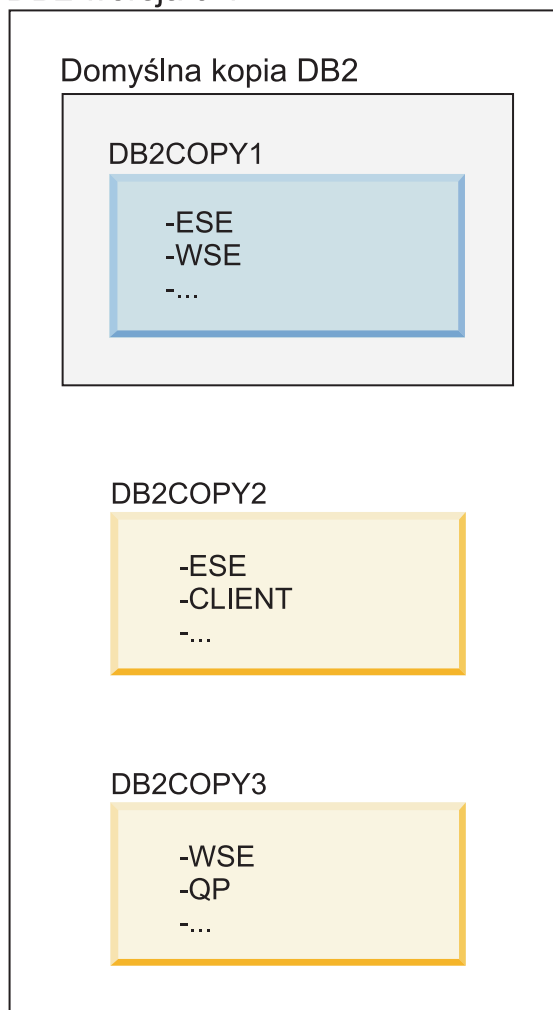 Domyślna kopia DB2
DB2COPY1
-ESE
-WSE
-...
DB2COPY2
-ESE
-CLIENT
-...
DB2COPY3
-WSE
-QP
-...